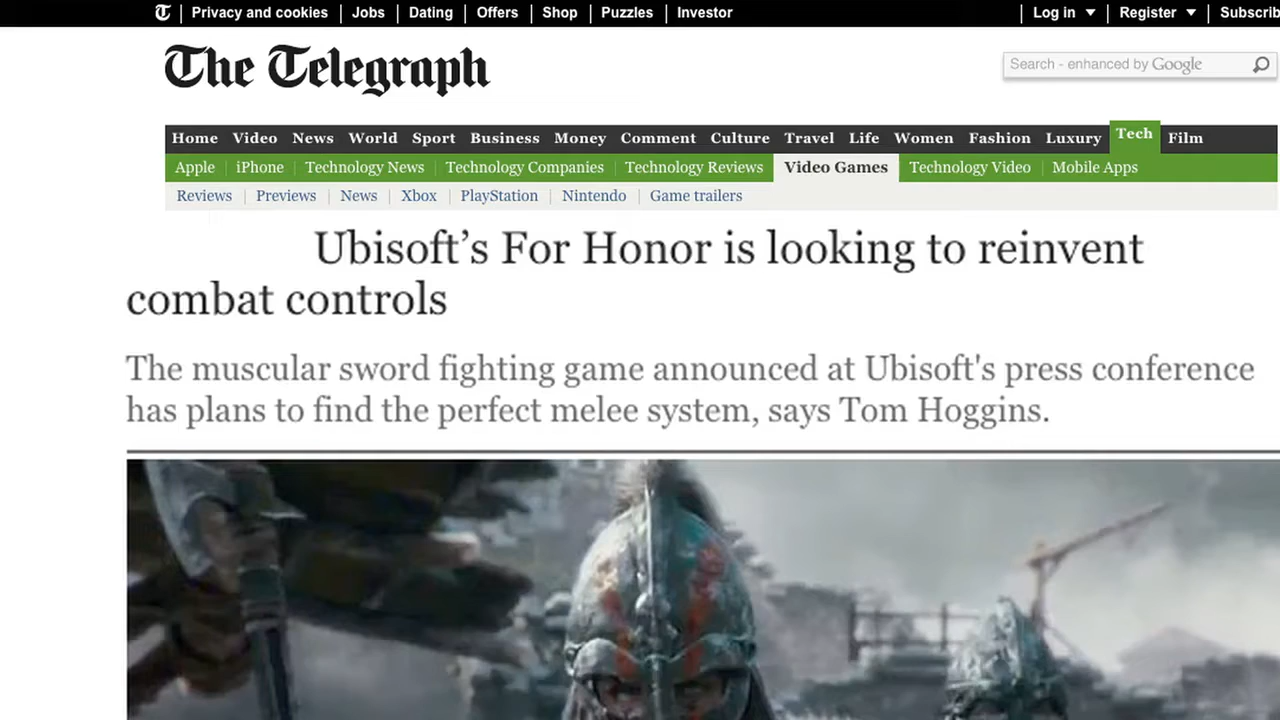 Privacy and cookies Jobs Dating Offers Shop Puzzles Investor Log in Register Subscrib
The Telegraph
Search - enhanced by Google
Home Video News World Sport Business Money Comment Culture Travel Life Women Fashion Luxury Tech Film
Apple iPhone Technology News Technology Companies Technology Reviews Video Games Technology Video Mobile Apps
Reviews Previews News Xbox PlayStation Nintendo Game trailers
Ubisoft’s For Honor is looking to reinvent
combat controls
The muscular sword fighting game announced at Ubisoft's press conference
has plans to find the perfect melee system, says Tom Hoggins.